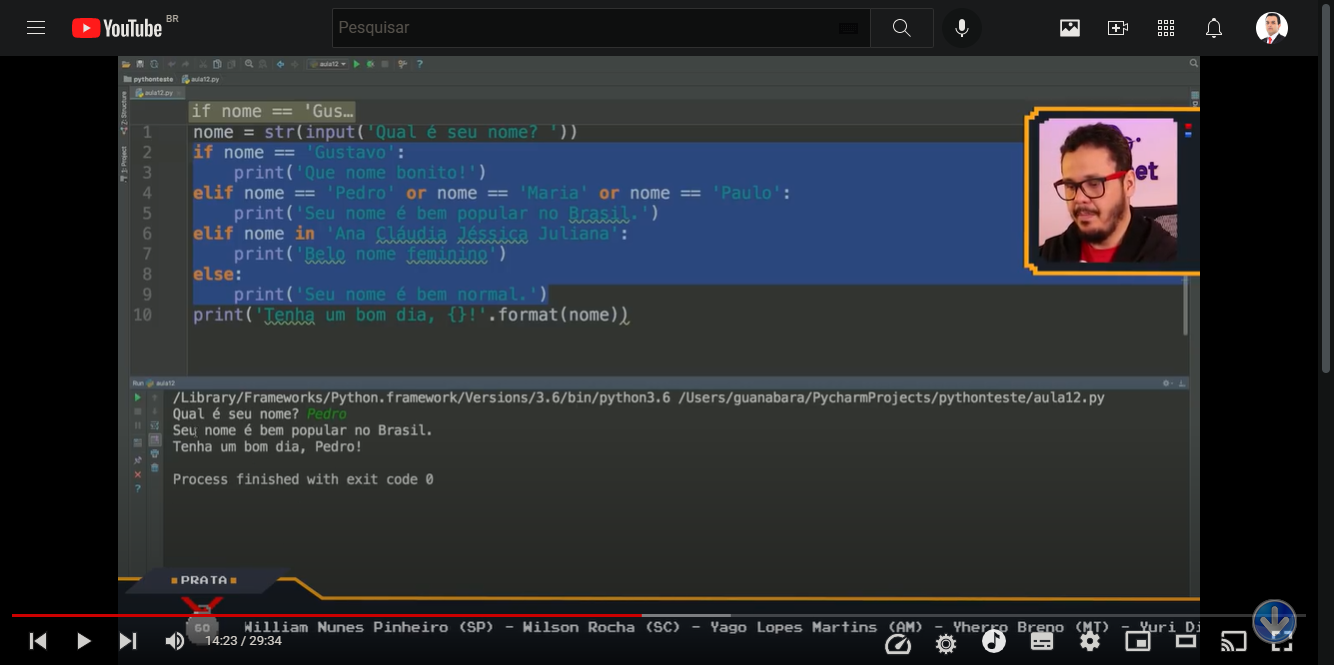 YouTube BR
Pesquisar
aula12
pythonteste aula12.py
aula12.py
if nome == 'Gus…
1 nome = str(input('Qual é seu nome? '))
2 if nome == 'Gustavo':
3 print('Que nome bonito!')
4 elif nome == 'Pedro' or nome == 'Maria' or nome == 'Paulo':
5 print('Seu nome é bem popular no Brasil.')
6 elif nome in 'Ana Cláudia Jéssica Juliana':
7 print('Belo nome feminino')
8 else:
9 print('Seu nome é bem normal.')
10 print('Tenha um bom dia, {}!'.format(nome))
Z: Structure
1: Project
et
Run aula12
/Library/Frameworks/Python.framework/Versions/3.6/bin/python3.6 /Users/guanabara/PycharmProjects/pythonteste/aula12.py
Qual é seu nome? Pedro
Seu nome é bem popular no Brasil.
Tenha um bom dia, Pedro!
Process finished with exit code 0
PRATA
GO William Nunes Pinheiro (SP) - Wilson Rocha (SC) - Yago Lopes Martins (AM) - Yherro Breno (MT) - Yuri Di
14:23 / 29:34